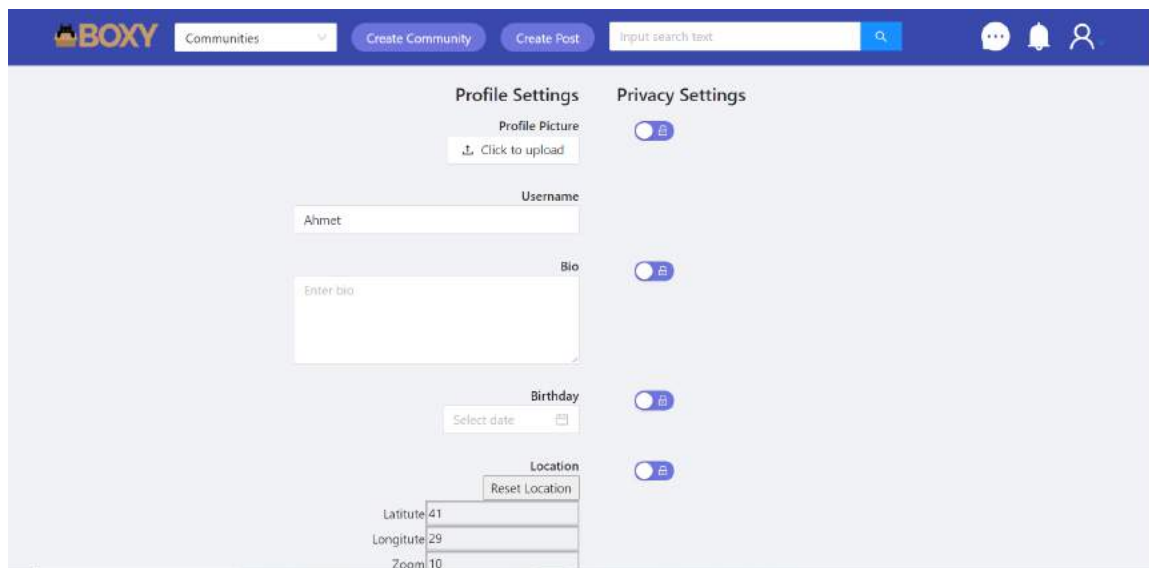 BOXY Communities Create Community Create Post Input search text
Profile Settings Privacy Settings
Profile Picture
Click to upload
Username
Ahmet
Bio
Enter bio
Birthday
Select date
Location
Reset Location
Latitute 41
Longitute 29
Zoom 10